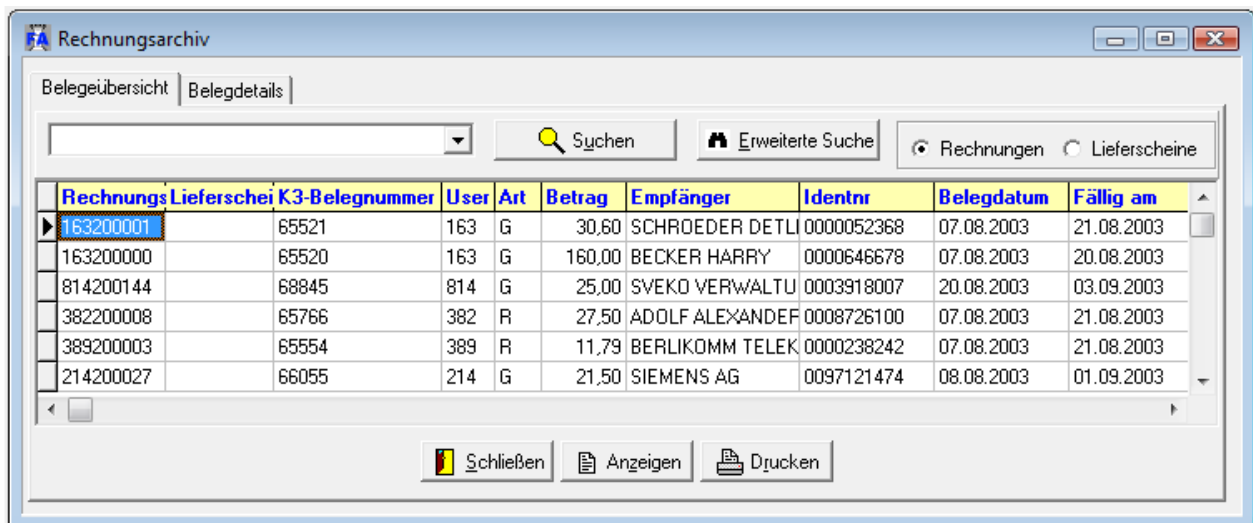 FA Rechnungsarchiv
Belegeübersicht Belegdetails
Suchen Erweiterte Suche Rechnungen Lieferscheine
Rechnungs Lieferschei K3-Belegnummer User Art Betrag Empfänger Identnr Belegdatum Fällig am
163200001 65521 163 G 30,60 SCHROEDER DETLI 0000052368 07.08.2003 21.08.2003
163200000 65520 163 G 160,00 BECKER HARRY 0000646678 07.08.2003 20.08.2003
814200144 68845 814 G 25,00 SVEKO VERWALTU 0003918007 20.08.2003 03.09.2003
382200008 65766 382 R 27,50 ADOLF ALEXANDER 0008726100 07.08.2003 21.08.2003
389200003 65554 389 R 11,79 BERLIKOMM TELEK 0000238242 07.08.2003 21.08.2003
214200027 66055 214 G 21,50 SIEMENS AG 0097121474 08.08.2003 01.09.2003
Schließen Anzeigen Drucken